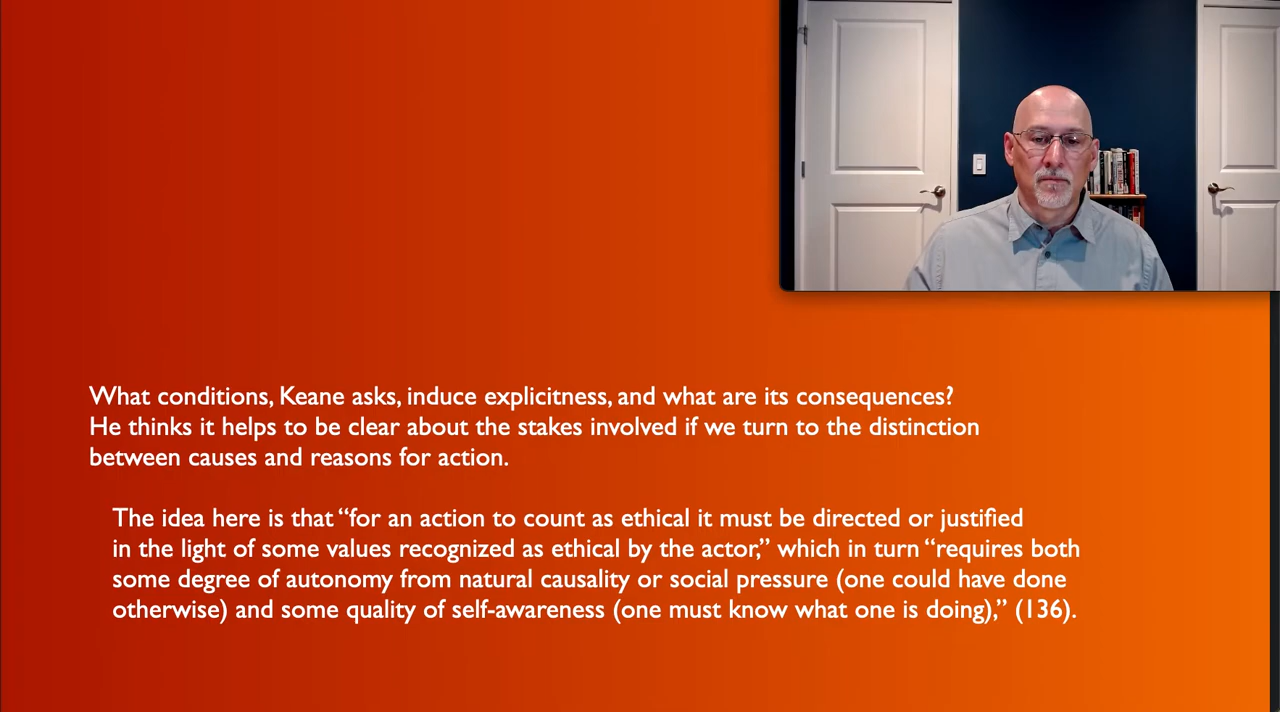 What conditions, Keane asks, induce explicitness, and what are its consequences?
He thinks it helps to be clear about the stakes involved if we turn to the distinction
between causes and reasons for action.
The idea here is that “for an action to count as ethical it must be directed or justified
in the light of some values recognized as ethical by the actor,” which in turn “requires both
some degree of autonomy from natural causality or social pressure (one could have done
otherwise) and some quality of self-awareness (one must know what one is doing),” (136).